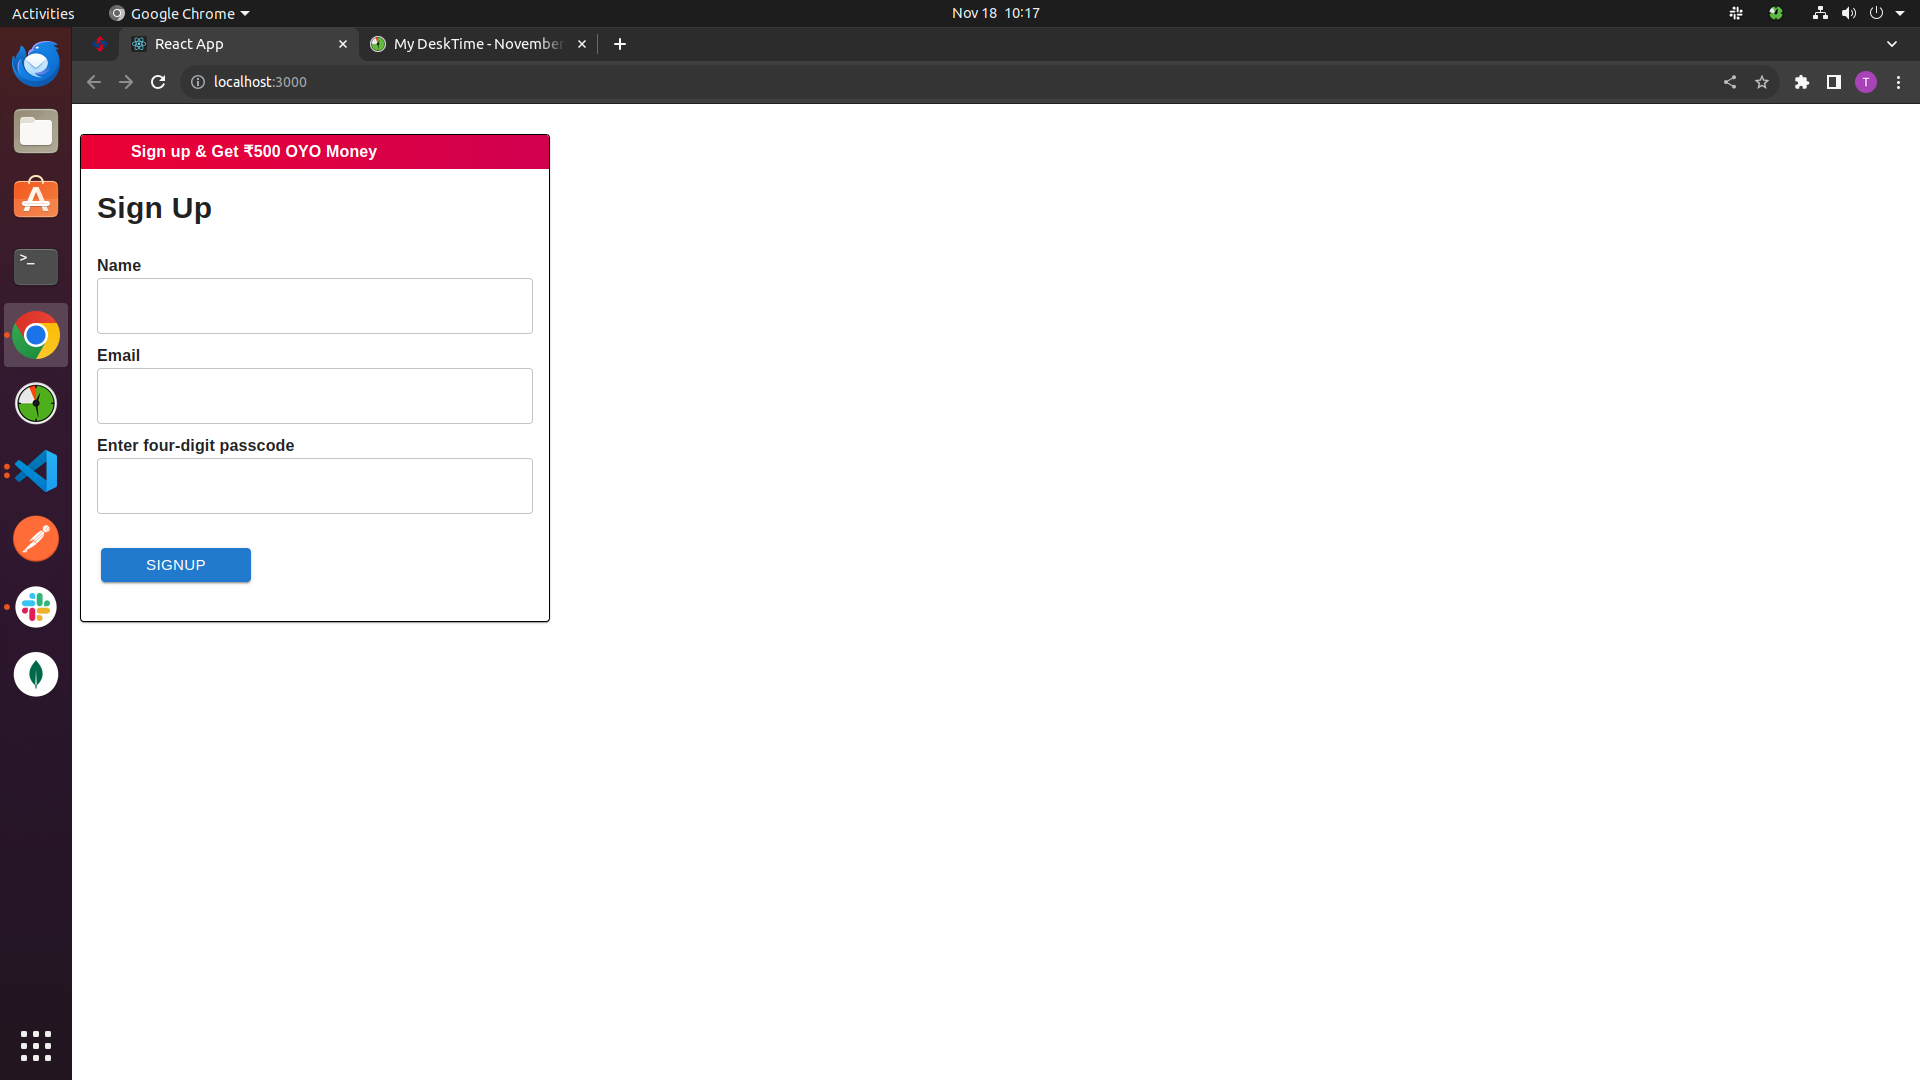 Activities
Google Chrome
Nov 18 10:17
React App
My DeskTime - November
localhost:3000
T
Sign up & Get ₹500 OYO Money
Sign Up
Name
Email
Enter four-digit passcode
SIGNUP